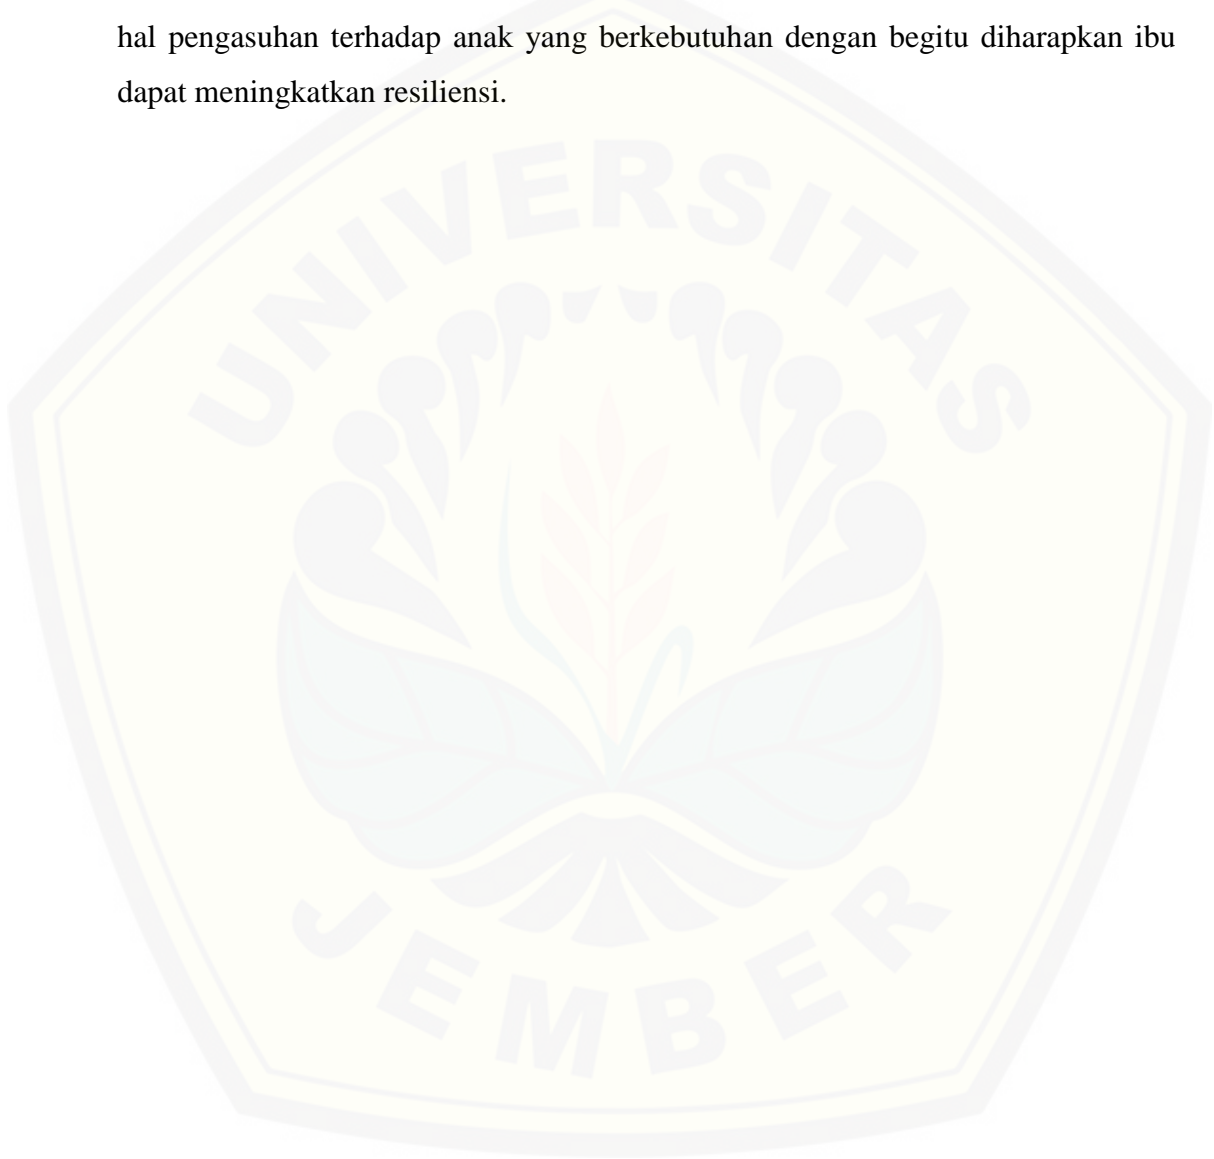 hal pengasuhan terhadap anak yang berkebutuhan dengan begitu diharapkan ibu
dapat meningkatkan resiliensi.
UNIVERSITAS
JEMBER